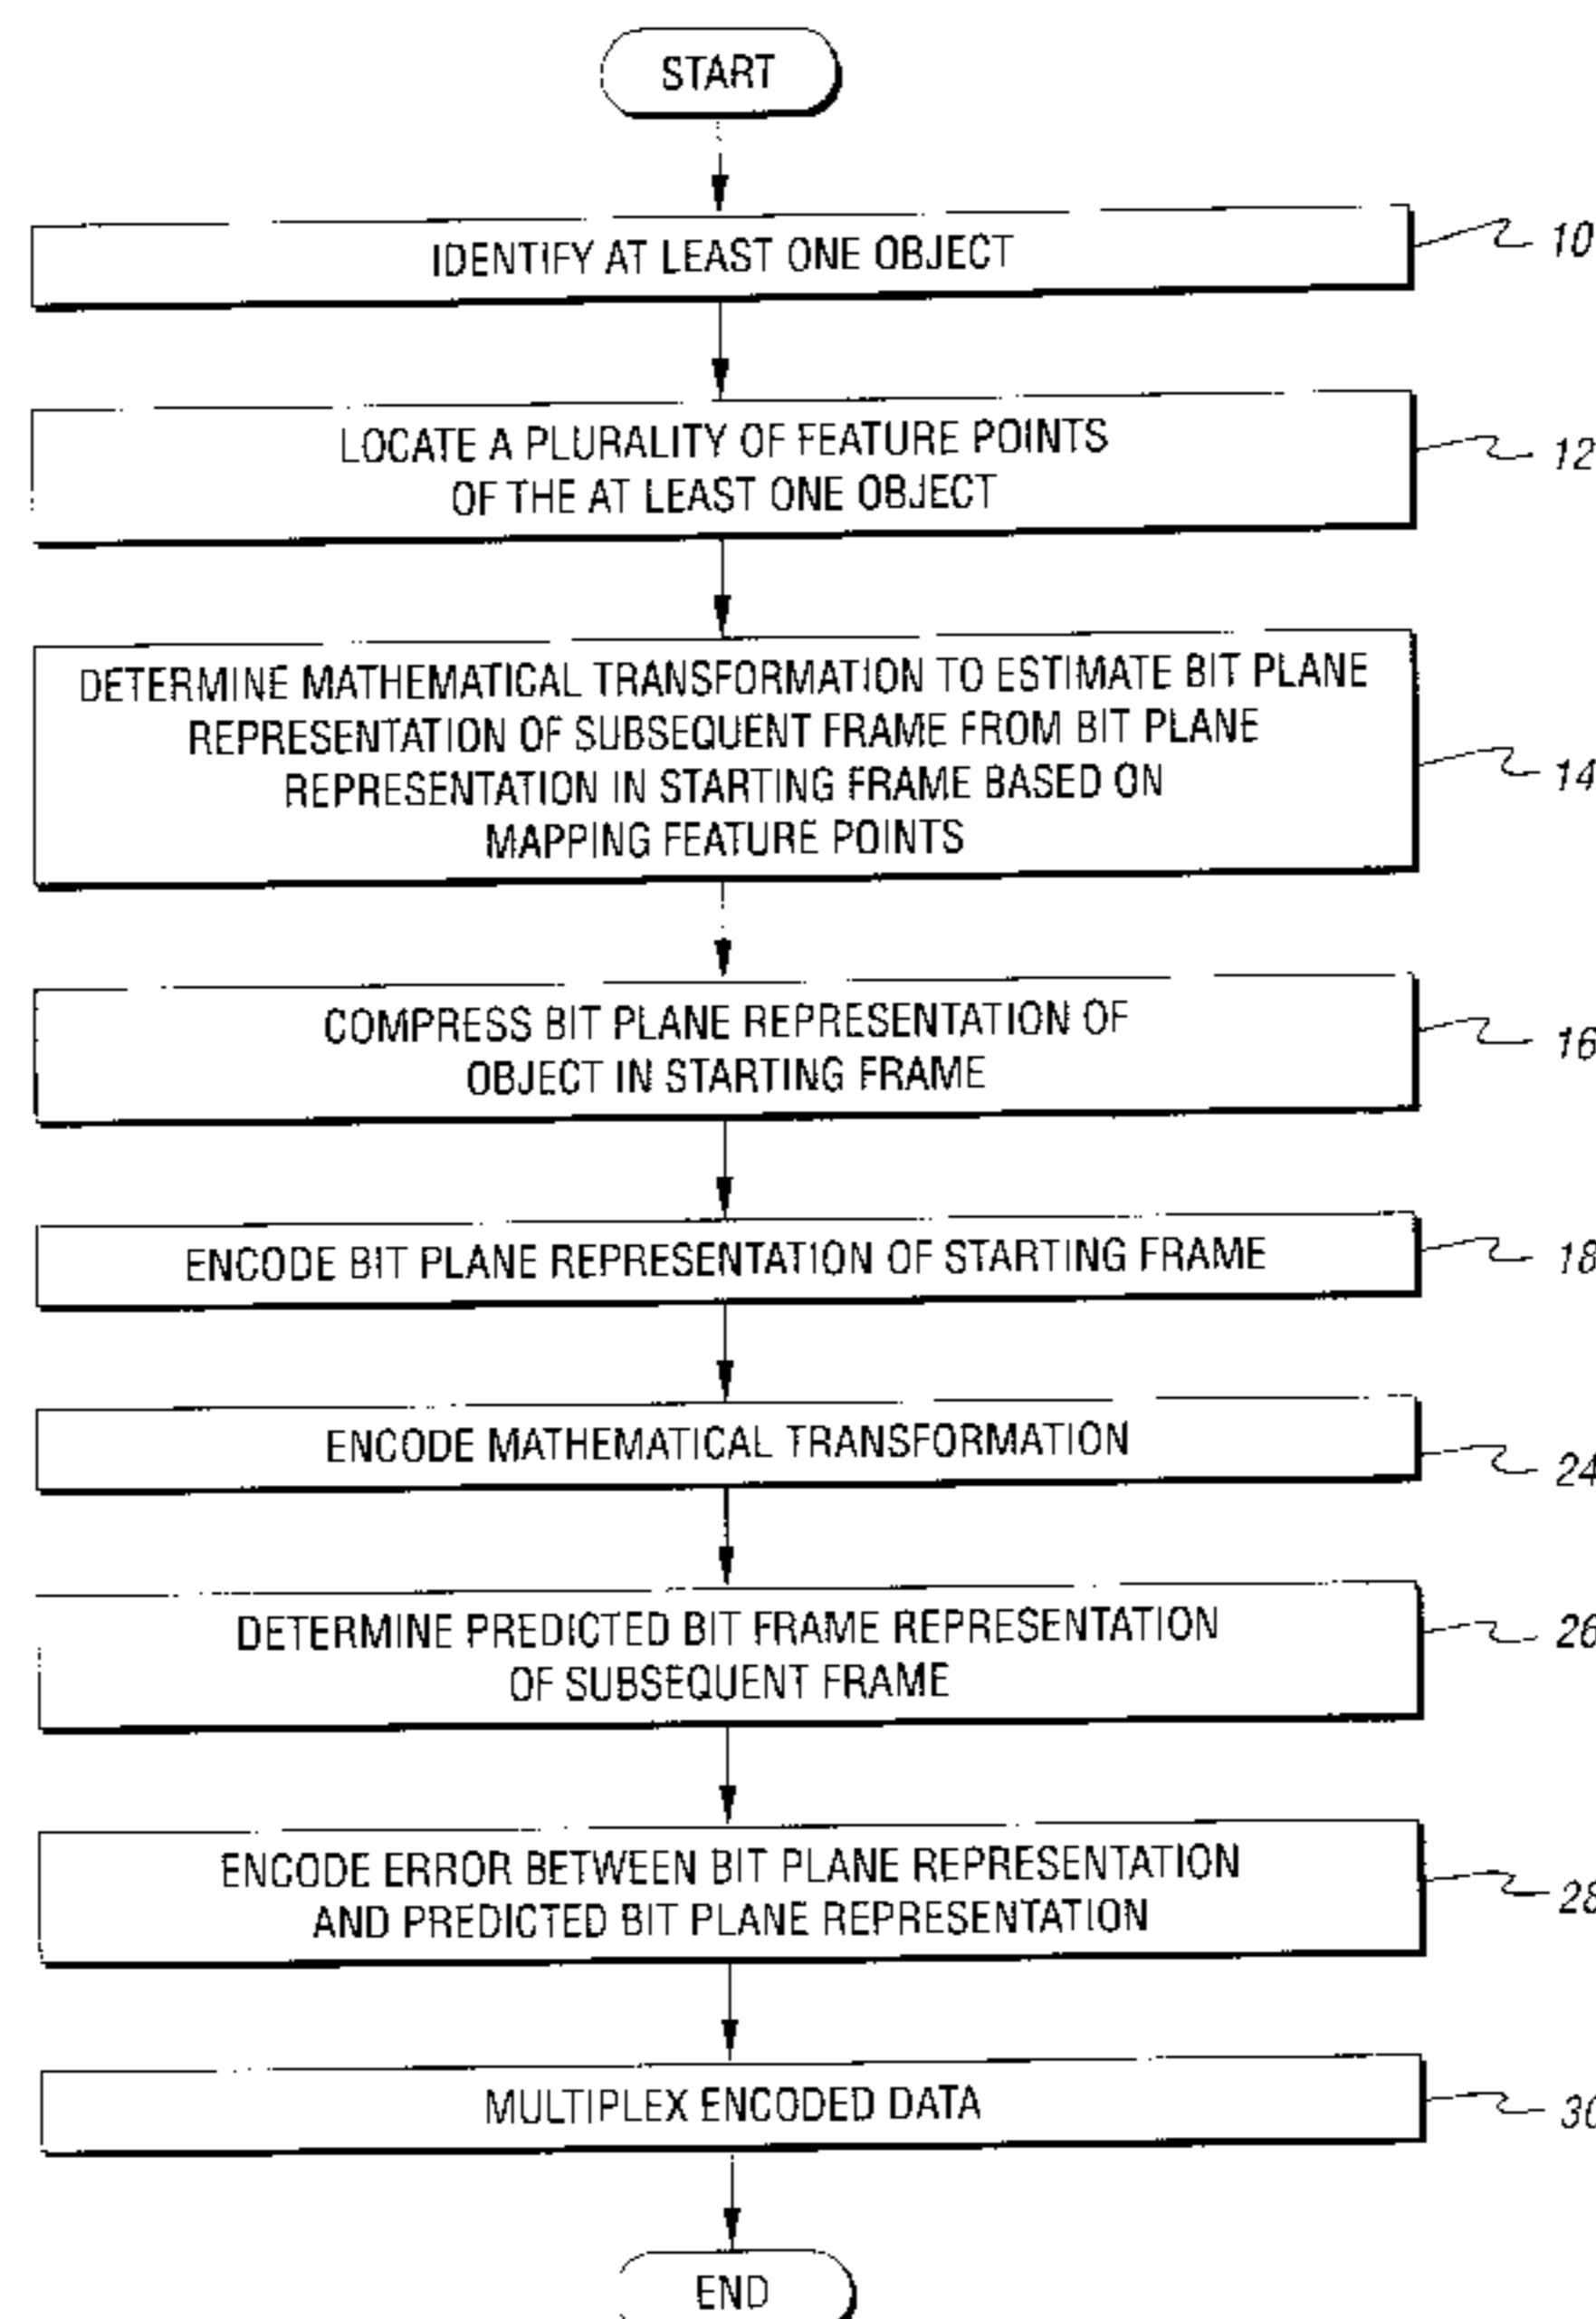 START
IDENTIFY AT LEAST ONE OBJECT
10
LOCATE A PLURALITY OF FEATURE POINTS
OF THE AT LEAST ONE OBJECT
12
DETERMINE MATHEMATICAL TRANSFORMATION TO ESTIMATE BIT PLANE
REPRESENTATION OF SUBSEQUENT FRAME FROM BIT PLANE
REPRESENTATION IN STARTING FRAME BASED ON
MAPPING FEATURE POINTS
14
COMPRESS BIT PLANE REPRESENTATION OF
OBJECT IN STARTING FRAME
16
ENCODE BIT PLANE REPRESENTATION OF STARTING FRAME
18
ENCODE MATHEMATICAL TRANSFORMATION
24
DETERMINE PREDICTED BIT FRAME REPRESENTATION
OF SUBSEQUENT FRAME
26
ENCODE ERROR BETWEEN BIT PLANE REPRESENTATION
AND PREDICTED BIT PLANE REPRESENTATION
28
MULTIPLEX ENCODED DATA
30
END